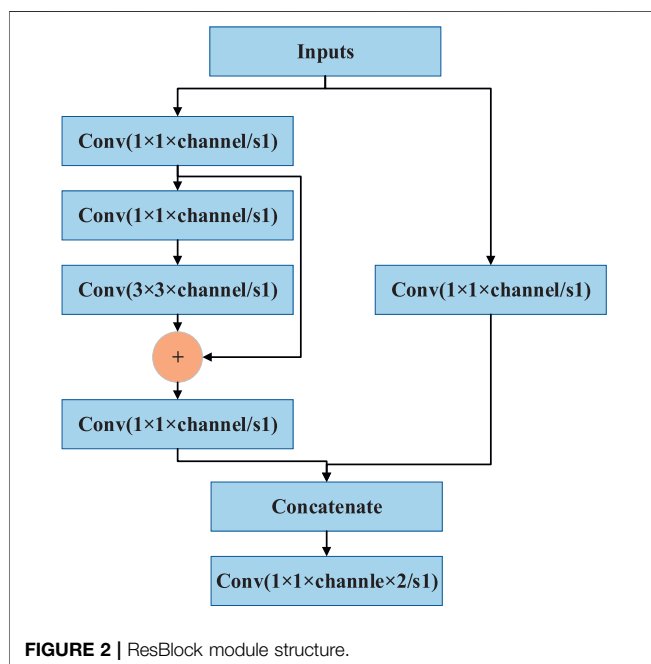 Inputs
Conv(1×1×channel/s1)
Conv(1×1×channel/s1)
Conv(3×3×channel/s1)
Conv(1×1×channel/s1)
+
Conv(1×1×channel/s1)
Concatenate
Conv(1×1×channle×2/s1)
FIGURE 2 | ResBlock module structure.